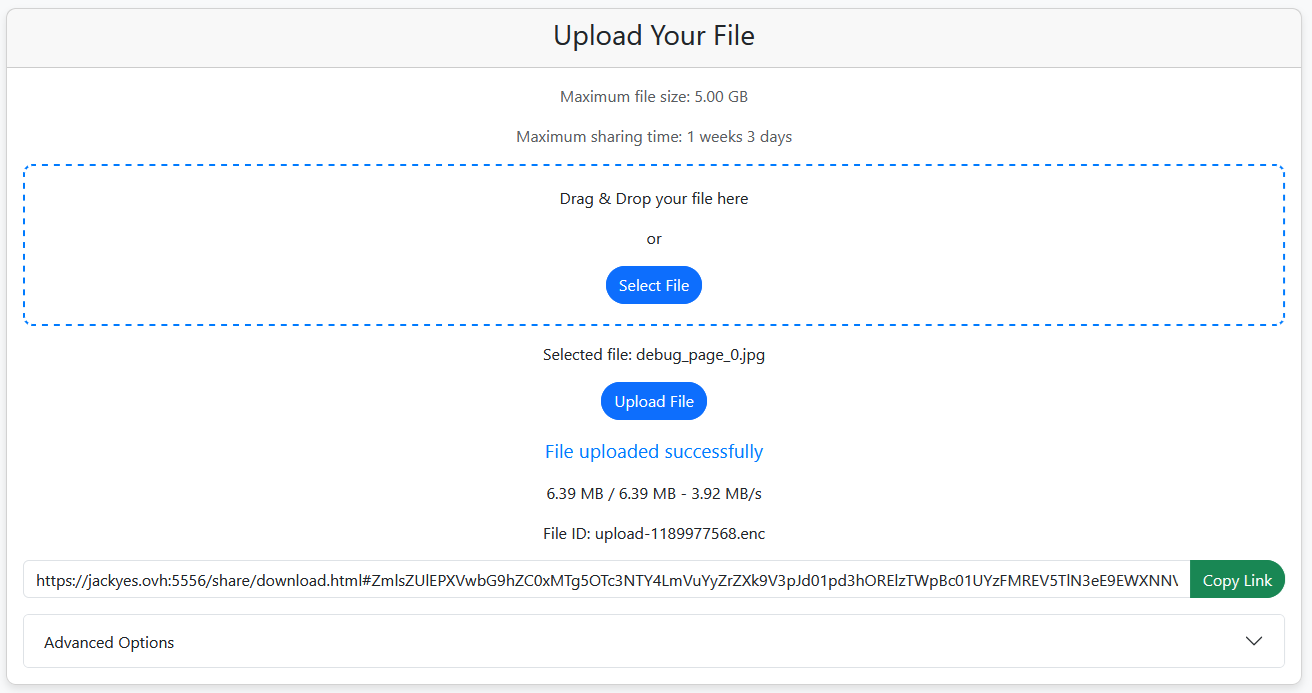 Upload Your File
Maximum file size: 5.00 GB
Maximum sharing time: 1 weeks 3 days
Drag & Drop your file here
or
Select File
Selected file: debug_page_0.jpg
Upload File
File uploaded successfully
6.39 MB / 6.39 MB - 3.92 MB/s
File ID: upload-1189977568.enc
https://jackyes.ovh:5556/share/download.html#ZmlsZUlEPXVwbG9hZC0xMTg5OTc3NTY4LmVuYyZrZXk9V3pJd01pd3hORElzTWpBc01UYzFMREV5TlN3eE9EWXNN Copy Link
Advanced Options